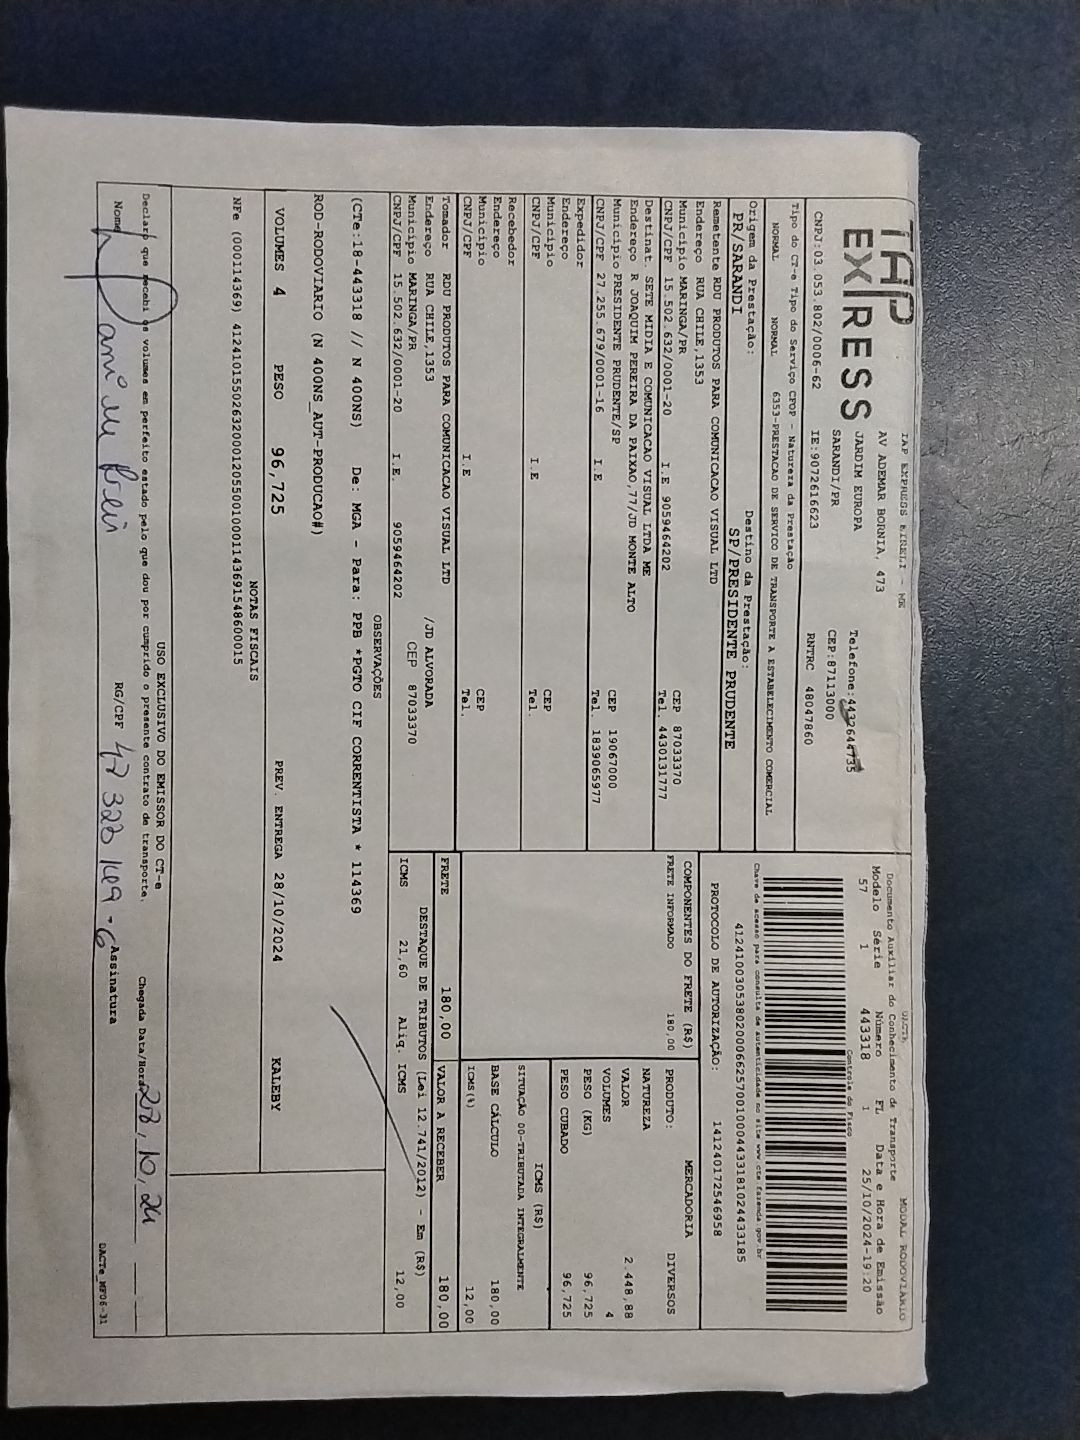 TAP EXPRESS
TAP EXPRESS EIRELI - ME
AV ADEMAR BORNIA, 473
JARDIM EUROPA
SARANDI/PR
Telefone:4432644735
CEP:87113000
CNPJ:03.053.802/0006-62 IE:9072616623 RNTRC 48047860
DACTE MODAL RODOVIÁRIO
Documento Auxiliar do Conhecimento de Transporte
Modelo Série Número FL Data e Hora de Emissão
57 1 443318 1 25/10/2024-19:20
Controle do Fisco
41241003053802000662570010004433181024433185
Chave de acesso para consulta de autenticidade no site www.cte.fazenda.gov.br
PROTOCOLO DE AUTORIZAÇÃO: 141240172546958
Tipo do CT-e Tipo do Serviço CFOP - Natureza da Prestação
NORMAL NORMAL 6353-PRESTACAO DE SERVICO DE TRANSPORTE A ESTABELECIMENTO COMERCIAL
Origem da Prestação: Destino da Prestação:
PR/SARANDI SP/PRESIDENTE PRUDENTE
Remetente RDU PRODUTOS PARA COMUNICACAO VISUAL LTD
Endereço RUA CHILE,1353
Município MARINGA/PR CEP 87033370
CNPJ/CPF 15.502.632/0001-20 I.E 9059464202 Tel. 4430131777
Destinat. SETE MIDIA E COMUNICACAO VISUAL LTDA ME
Endereço R JOAQUIM PEREIRA DA PAIXAO,77/JD MONTE ALTO
Município PRESIDENTE PRUDENTE/SP CEP 19067000
CNPJ/CPF 27.255.679/0001-16 I.E Tel. 1839065977
Expedidor
Endereço
Município CEP
CNPJ/CPF I.E Tel.
Recebedor
Endereço
Município CEP
CNPJ/CPF I.E Tel.
Tomador RDU PRODUTOS PARA COMUNICACAO VISUAL LTD
Endereço RUA CHILE,1353 /JD ALVORADA
Município MARINGA/PR CEP 87033370
CNPJ/CPF 15.502.632/0001-20 I.E. 9059464202
COMPONENTES DO FRETE (R$)
FRETE INFORMADO 180,00
PRODUTO: MERCADORIA
NATUREZA DIVERSOS
VALOR 2.448,88
VOLUMES 4
PESO (KG) 96,725
PESO CUBADO 96,725
ICMS (R$)
SITUAÇÃO 00-TRIBUTADA INTEGRALMENTE
BASE CÁLCULO 180,00
ICMS(%) 12,00
FRETE 180,00 VALOR A RECEBER 180,00
DESTAQUE DE TRIBUTOS (Lei 12.741/2012) - Em (R$)
ICMS 21,60 Aliq. ICMS 12,00
OBSERVAÇÕES
(CTe:18-443318 // N 400NS) De: MGA - Para: PPB *PGTO CIF CORRENTISTA * 114369
ROD-RODOVIARIO (N 400NS_AUT-PRODUCAO#)
VOLUMES 4 PESO 96,725 PREV. ENTREGA 28/10/2024 KALEBY
NOTAS FISCAIS
NFe (000114369) 41241015502632000120550010001143691548600015
USO EXCLUSIVO DO EMISSOR DO CT-e
Declaro que recebi os volumes em perfeito estado pelo que dou por cumprido o presente contrato de transporte.
Chegada Data/Hora 28, 10, 24
Nome RG/CPF 47 323 149-6 Assinatura
DACTe_MF06-31